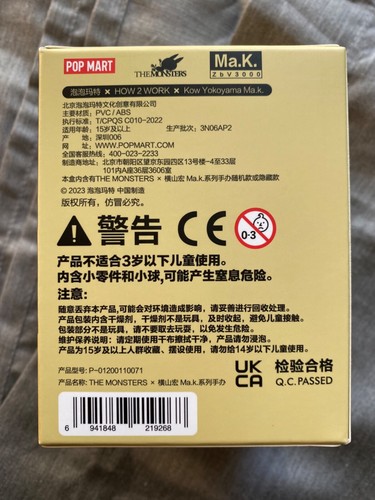 POP MART
THE MONSTERS
Ma.K.
ZbV3000
泡泡玛特 × HOW 2 WORK × Kow Yokoyama Ma.k.
北京泡泡玛特文化创意有限公司
主要材质：PVC / ABS
执行标准：T/CPQS C010-2022
适用年龄：15岁及以上 生产批次：3N06AP2
产 地：深圳006
网 址：WWW.POPMART.COM
全国客服热线：400-023-2233
制造商地址：北京市朝阳区望京东园四区13号楼-4至33层
101内A座36层3606室
本盒内含有THE MONSTERS × 横山宏 Ma.k.系列手办随机款或隐藏款
© 2023 泡泡玛特 中国制造
版权所有，仿冒必究。
警告 CE 0-3
产品不适合3岁以下儿童使用。
内含小零件和小球，可能产生窒息危险。
注意：
随意丢弃本产品，可能会对环境造成影响，请妥善进行回收处理。
产品包装内含干燥剂，干燥剂不是玩具，及时收起，避免儿童接触。
包装部分不是玩具，请不要取去玩耍，以免发生危险。
维护保养说明：请定期使用干布擦拭干净，产品请勿浸泡。
产品为15岁及以上人群收藏、摆设使用，请勿给14岁以下儿童使用。
产品型号：P-01200110071
产品名称：THE MONSTERS × 横山宏 Ma.k.系列手办
UK
CA
检验合格
Q.C.PASSED
6 941848 219268